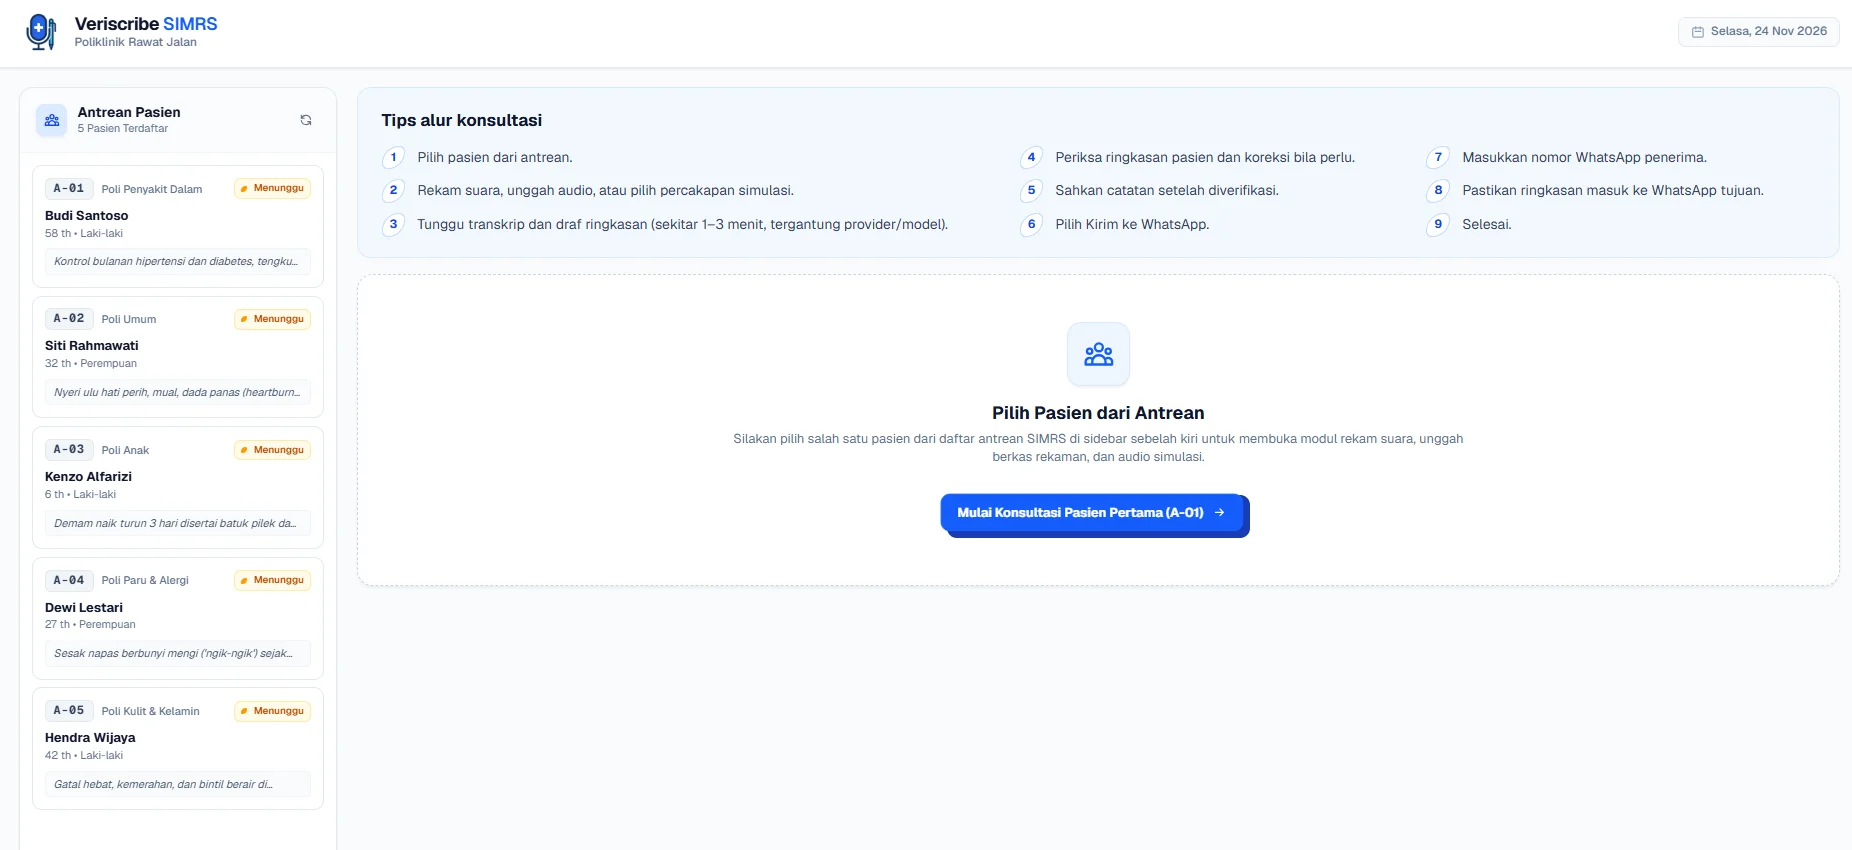 Veriscribe SIMRS
Poliklinik Rawat Jalan
Selasa, 24 Nov 2026
Antrean Pasien
5 Pasien Terdaftar
A-01 Poli Penyakit Dalam Menunggu
Budi Santoso
58 th • Laki-laki
Kontrol bulanan hipertensi dan diabetes, tengku...
A-02 Poli Umum Menunggu
Siti Rahmawati
32 th • Perempuan
Nyeri ulu hati perih, mual, dada panas (heartburn...
A-03 Poli Anak Menunggu
Kenzo Alfarizi
6 th • Laki-laki
Demam naik turun 3 hari disertai batuk pilek da...
A-04 Poli Paru & Alergi Menunggu
Dewi Lestari
27 th • Perempuan
Sesak napas berbunyi mengi ('ngik-ngik') sejak...
A-05 Poli Kulit & Kelamin Menunggu
Hendra Wijaya
42 th • Laki-laki
Gatal hebat, kemerahan, dan bintil berair di...
Tips alur konsultasi
1 Pilih pasien dari antrean.
2 Rekam suara, unggah audio, atau pilih percakapan simulasi.
3 Tunggu transkrip dan draf ringkasan (sekitar 1–3 menit, tergantung provider/model).
4 Periksa ringkasan pasien dan koreksi bila perlu.
5 Sahkan catatan setelah diverifikasi.
6 Pilih Kirim ke WhatsApp.
7 Masukkan nomor WhatsApp penerima.
8 Pastikan ringkasan masuk ke WhatsApp tujuan.
9 Selesai.
Pilih Pasien dari Antrean
Silakan pilih salah satu pasien dari daftar antrean SIMRS di sidebar sebelah kiri untuk membuka modul rekam suara, unggah
berkas rekaman, dan audio simulasi.
Mulai Konsultasi Pasien Pertama (A-01) →